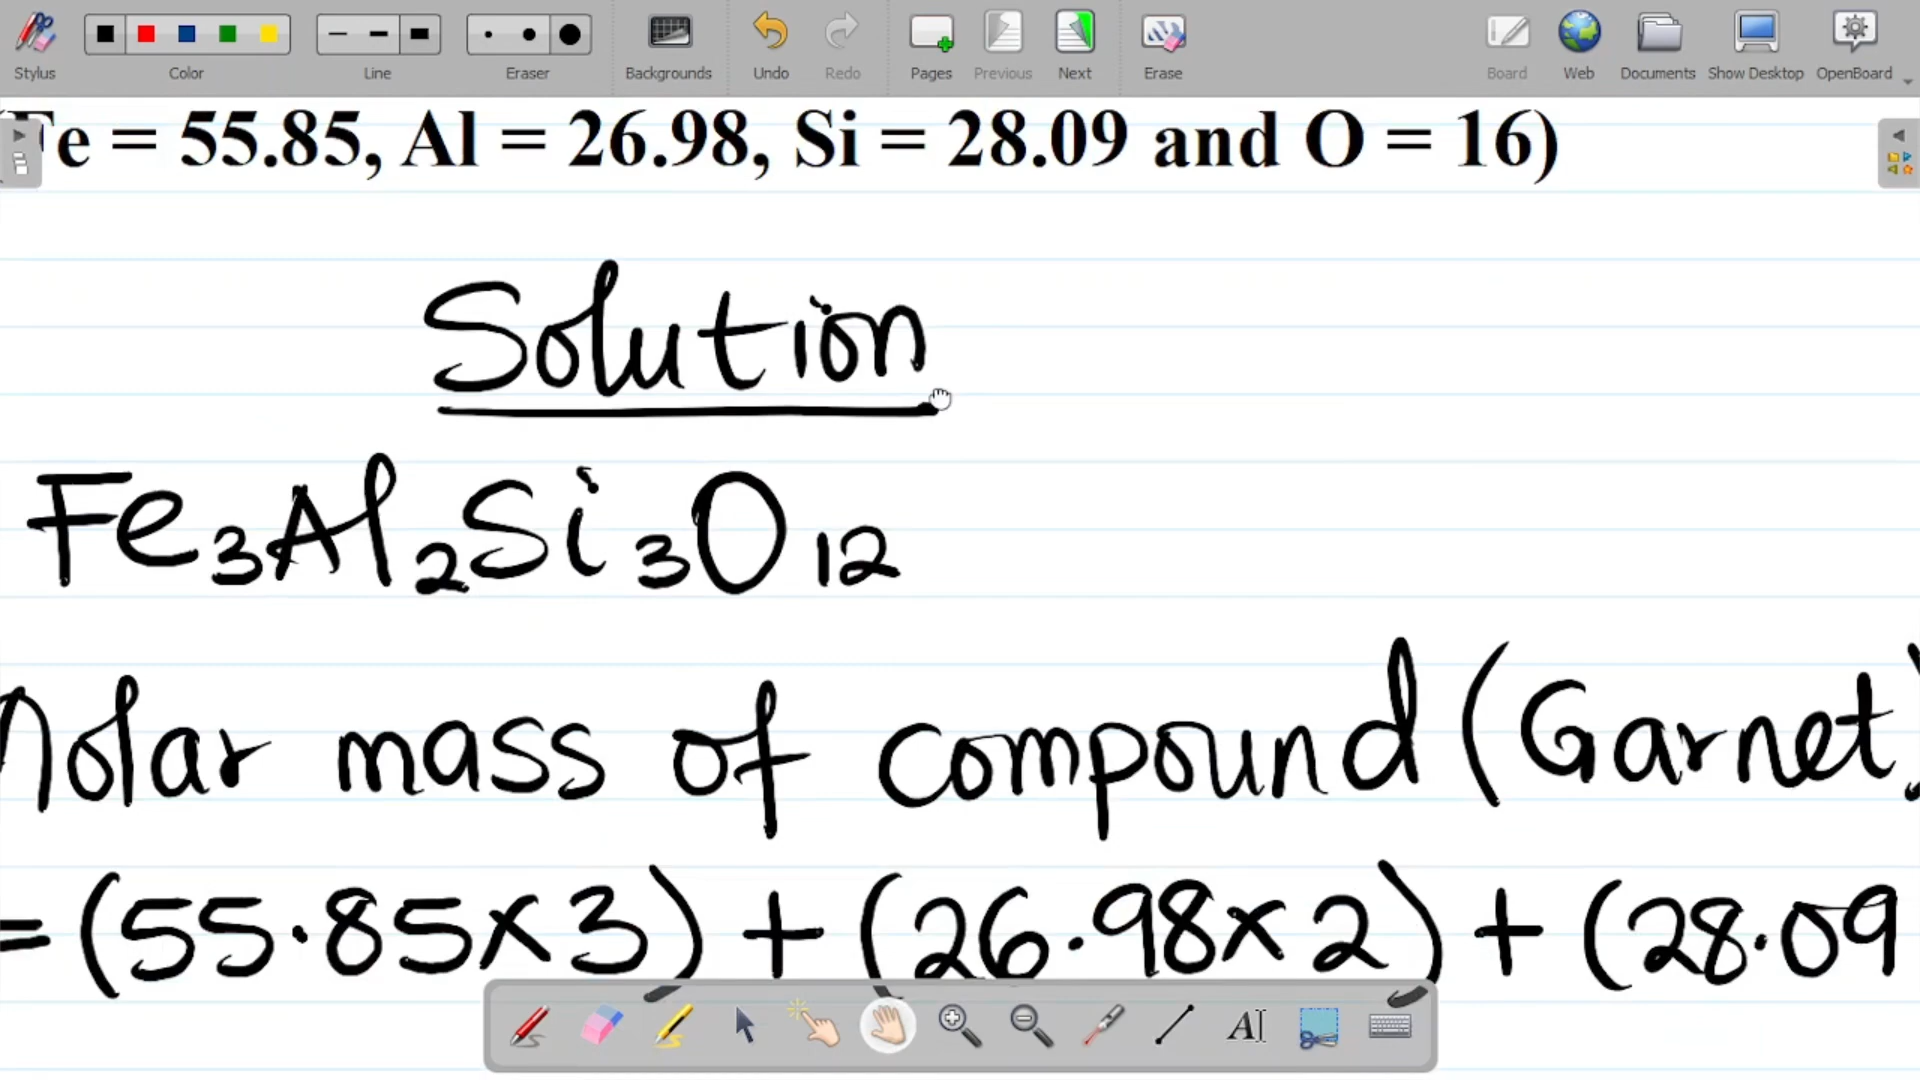 Stylus Color Line Eraser Backgrounds Undo Redo Pages Previous Next Erase Board Web Documents Show Desktop OpenBoard
Fe = 55.85, Al = 26.98, Si = 28.09 and O = 16)
Solution
Fe₃Al₂Si₃O₁₂
Molar mass of compound (Garnet)
= (55.85×3) + (26.98×2) + (28.09